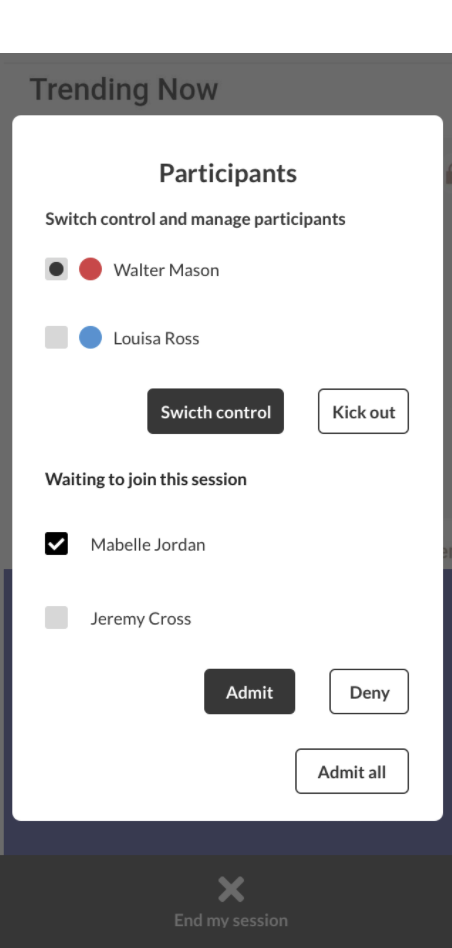 Trending Now
Participants
Switch control and manage participants
Walter Mason
Louisa Ross
Swicth control
Kick out
Waiting to join this session
Mabelle Jordan
Jeremy Cross
Admit
Deny
Admit all
End my session